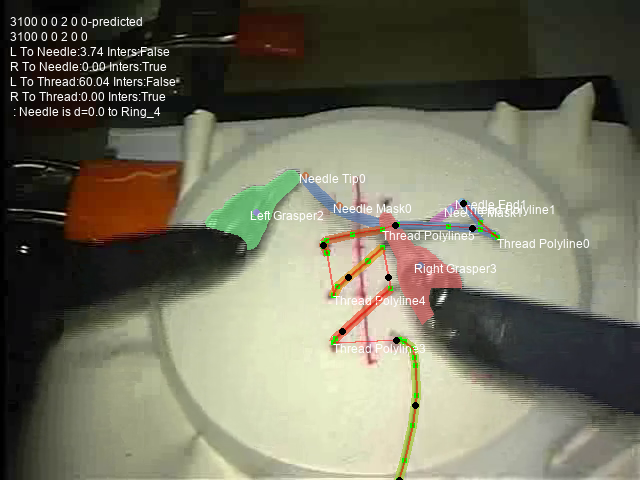 3100 0 0 2 0 0-predicted
3100 0 0 2 0 0
L To Needle:3.74 Inters:False
R To Needle:0.00 Inters:True
L To Thread:60.04 Inters:False
R To Thread:0.00 Inters:True
: Needle is d=0.0 to Ring_4
Needle Tip0
Needle End1
Needle Mask0
Left Grasper2
Thread Polyline5
Thread Polyline0
Right Grasper3
Thread Polyline4
Thread Polyline3